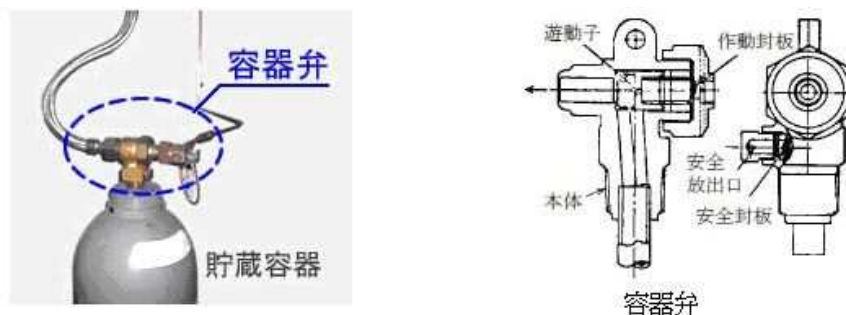 容器弁
貯蔵容器
遊動子
作動封板
安全
放出口
本体
安全封板
容器弁